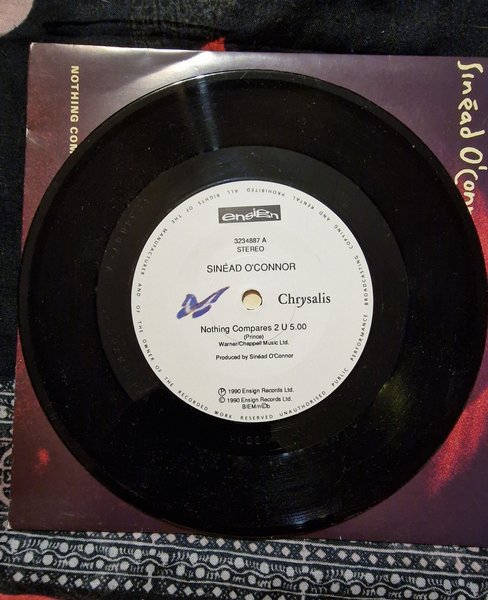 Sinéad O'Con
NOTHING COM
ensign
3234887 A
STEREO
SINÉAD O'CONNOR
Chrysalis
Nothing Compares 2 U 5.00
(Prince)
Warner/Chappell Music Ltd.
Produced by Sinéad O'Connor
℗ 1990 Ensign Records Ltd.
© 1990 Ensign Records Ltd.
BIEM/n©b
ALL RIGHTS OF THE MANUFACTURER AND OF THE OWNER OF THE RECORDED WORK RESERVED UNAUTHORISED PUBLIC PERFORMANCE BROADCASTING COPYING AND RENTAL PROHIBITED